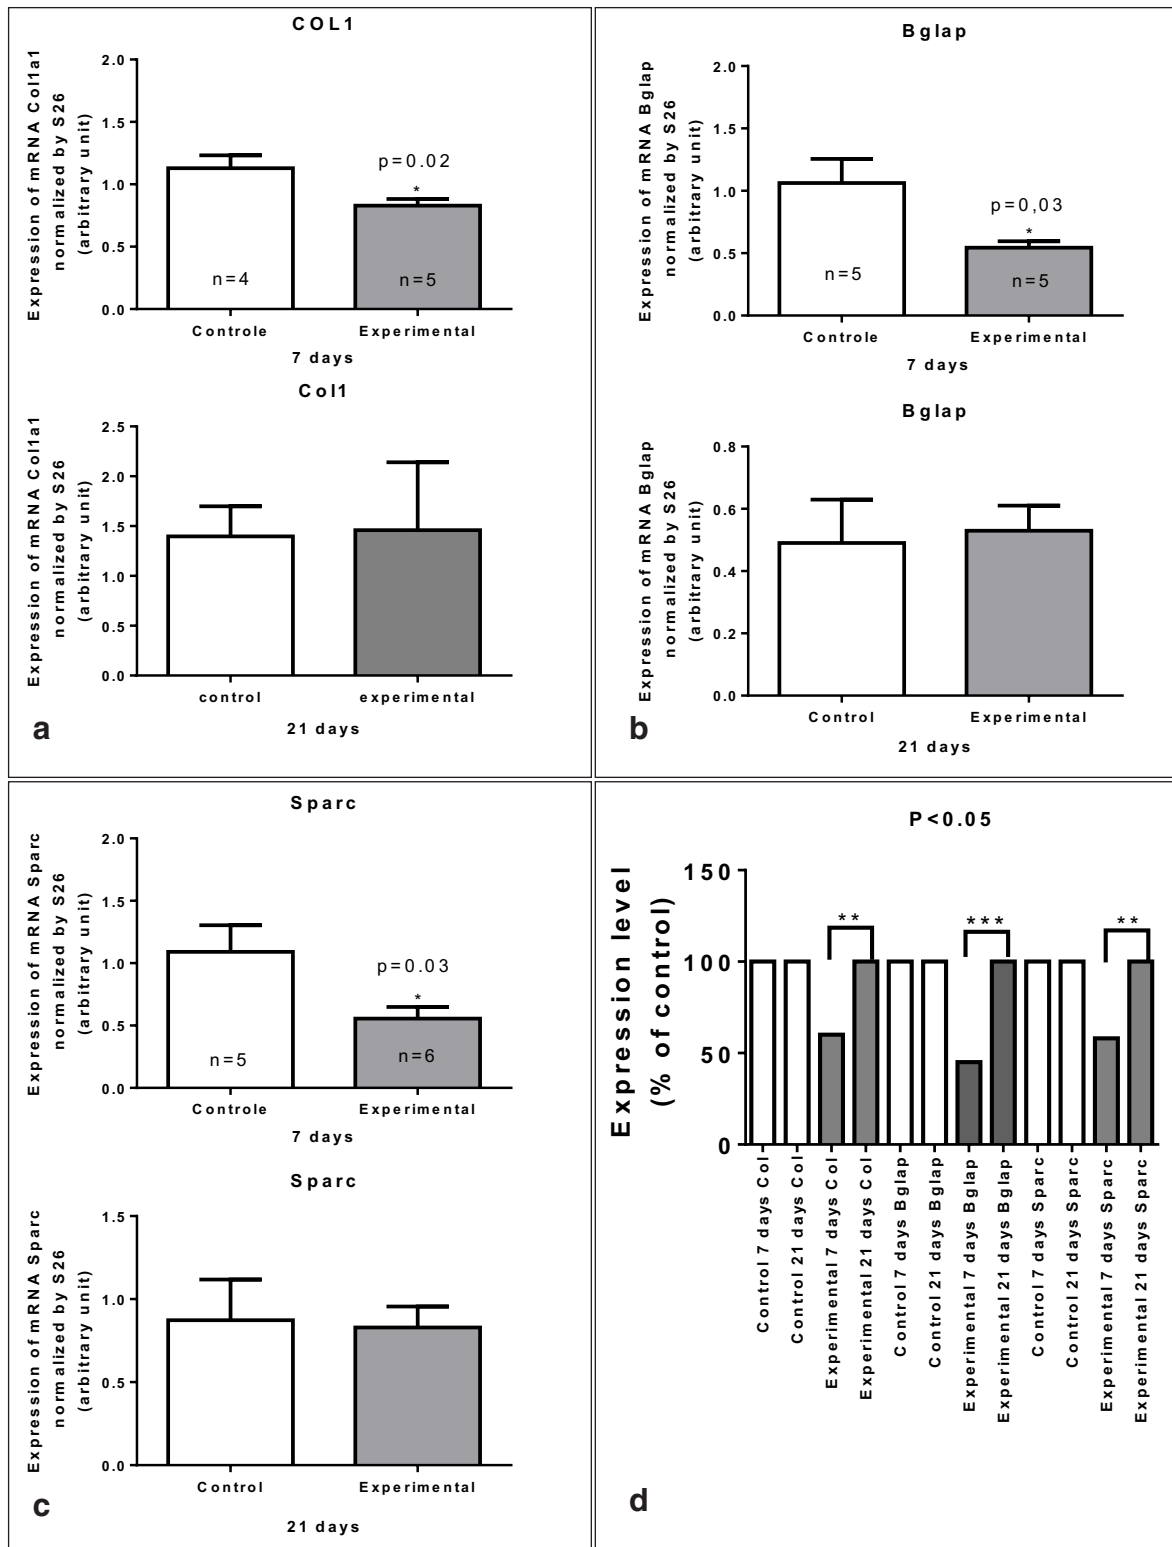 COL1
Expression of mRNA Col1a1
normalized by S26
(arbitrary unit)
2.0
1.5
1.0
0.5
0.0
p=0.02
*
n=4
n=5
Controle
Experimental
7 days
Col1
Expression of mRNA Col1a1
normalized by S26
(arbitrary unit)
2.5
2.0
1.5
1.0
0.5
0.0
control
experimental
21 days
a
Bglap
Expression of mRNA Bglap
normalized by S26
(arbitrary unit)
2.0
1.5
1.0
0.5
0.0
p=0,03
*
n=5
n=5
Controle
Experimental
7 days
Bglap
Expression of mRNA Bglap
normalized by S26
(arbitrary unit)
0.8
0.6
0.4
0.2
0.0
Control
Experimental
21 days
b
Sparc
Expression of mRNA Sparc
normalized by S26
(arbitrary unit)
2.0
1.5
1.0
0.5
0.0
p=0.03
*
n=5
n=6
Controle
Experimental
7 days
Sparc
Expression of mRNA Sparc
normalized by S26
(arbitrary unit)
1.5
1.0
0.5
0.0
Control
Experimental
21 days
c
P<0.05
Expression level
(% of control)
150
100
50
0
**
***
**
Control 7 days Col
Control 21 days Col
Experimental 7 days Col
Experimental 21 days Col
Control 7 days Bglap
Control 21 days Bglap
Experimental 7 days Bglap
Experimental 21 days Bglap
Control 7 days Sparc
Control 21 days Sparc
Experimental 7 days Sparc
Experimental 21 days Sparc
d